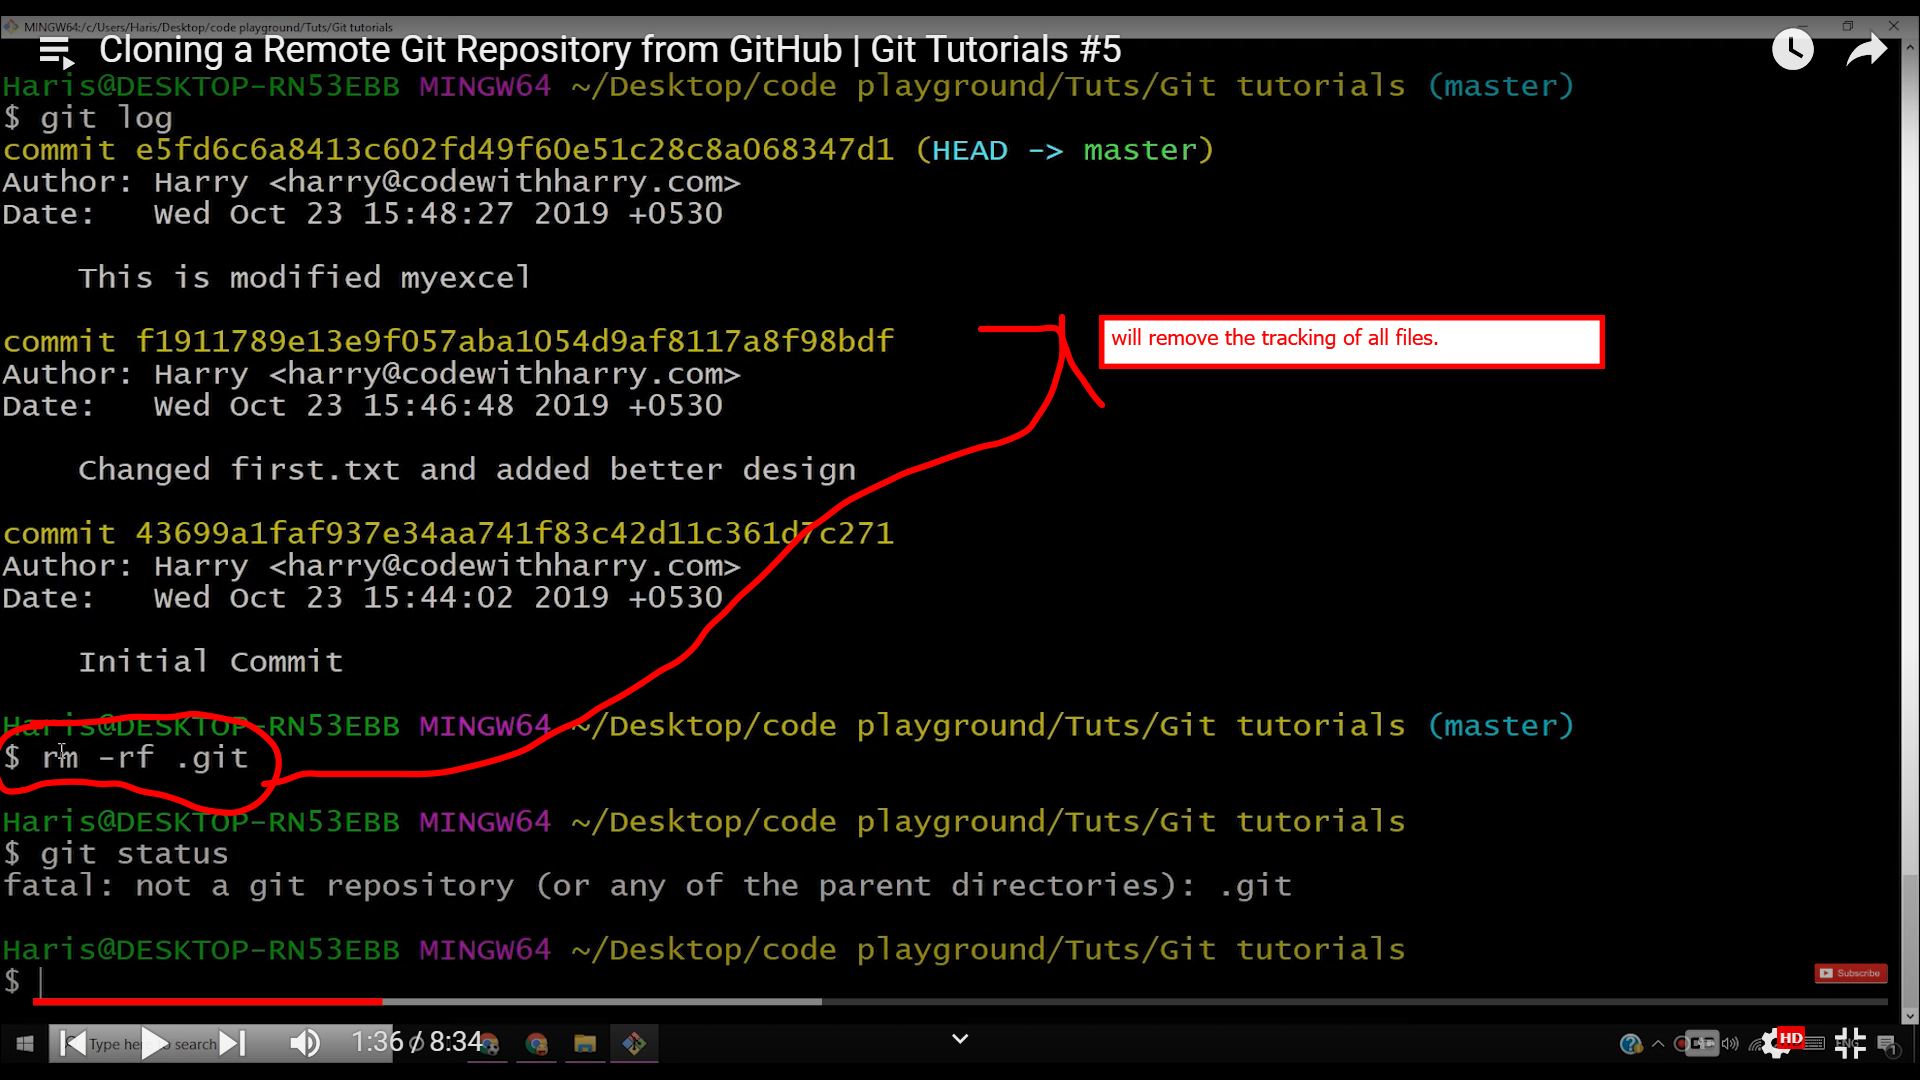 MINGW64:/c/Users/Haris/Desktop/code playground/Tuts/Git tutorials
Cloning a Remote Git Repository from GitHub | Git Tutorials #5
Haris@DESKTOP-RN53EBB MINGW64 ~/Desktop/code playground/Tuts/Git tutorials (master)
$ git log
commit e5fd6c6a8413c602fd49f60e51c28c8a068347d1 (HEAD -> master)
Author: Harry <harry@codewithharry.com>
Date:   Wed Oct 23 15:48:27 2019 +0530
This is modified myexcel
commit f1911789e13e9f057aba1054d9af8117a8f98bdf
will remove the tracking of all files.
Author: Harry <harry@codewithharry.com>
Date:   Wed Oct 23 15:46:48 2019 +0530
Changed first.txt and added better design
commit 43699a1faf937e34aa741f83c42d11c361d7c271
Author: Harry <harry@codewithharry.com>
Date:   Wed Oct 23 15:44:02 2019 +0530
Initial Commit
Haris@DESKTOP-RN53EBB MINGW64 ~/Desktop/code playground/Tuts/Git tutorials (master)
$ rm -rf .git
Haris@DESKTOP-RN53EBB MINGW64 ~/Desktop/code playground/Tuts/Git tutorials
$ git status
fatal: not a git repository (or any of the parent directories): .git
Haris@DESKTOP-RN53EBB MINGW64 ~/Desktop/code playground/Tuts/Git tutorials
$
Subscribe
Type here to search
1:36 / 8:34
HD
ENG
1